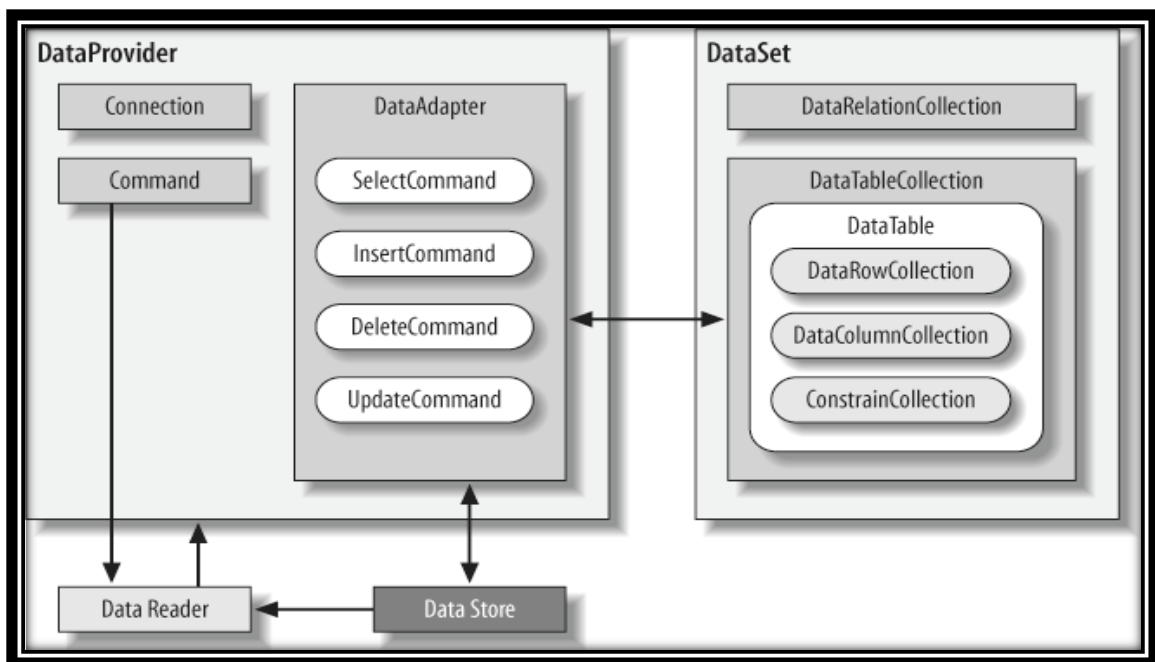 DataProvider
Connection
Command
DataAdapter
SelectCommand
InsertCommand
DeleteCommand
UpdateCommand
DataSet
DataRelationCollection
DataTableCollection
DataTable
DataRowCollection
DataColumnCollection
ConstrainCollection
Data Reader
Data Store